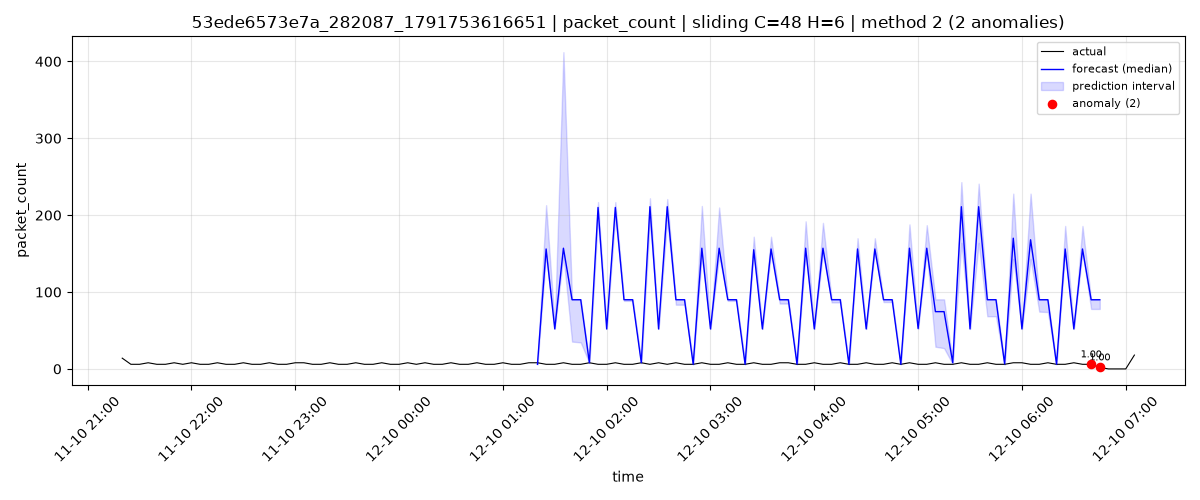 53ede6573e7a_282087_1791753616651 | packet_count | sliding C=48 H=6 | method 2 (2 anomalies)
actual
forecast (median)
prediction interval
anomaly (2)
packet_count
400
300
200
100
0
1.00
1.00
11-10 21:00
11-10 22:00
11-10 23:00
12-10 00:00
12-10 01:00
12-10 02:00
12-10 03:00
12-10 04:00
12-10 05:00
12-10 06:00
12-10 07:00
time